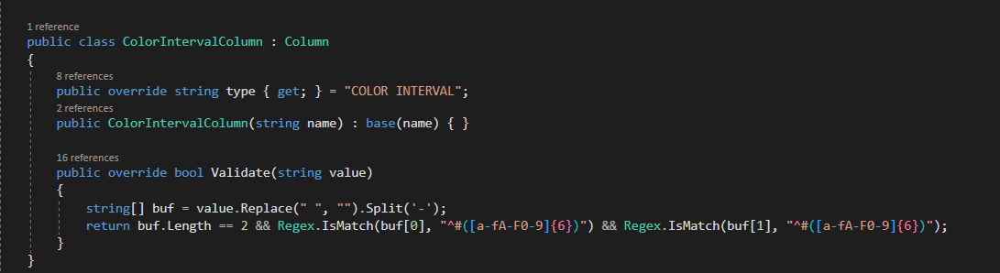 1 reference
public class ColorIntervalColumn : Column
{
8 references
public override string type { get; } = "COLOR INTERVAL";
2 references
public ColorIntervalColumn(string name) : base(name) { }
16 references
public override bool Validate(string value)
{
string[] buf = value.Replace(" ", "").Split('-');
return buf.Length == 2 && Regex.IsMatch(buf[0], "^#([a-fA-F0-9]{6})") && Regex.IsMatch(buf[1], "^#([a-fA-F0-9]{6})");
}
}